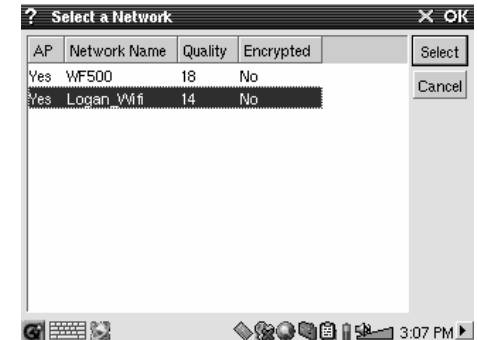 ? Select a Network X OK
AP Network Name Quality Encrypted
Select
Yes WF500 18 No
Cancel
Yes Logan_Wifi 14 No
3:07 PM